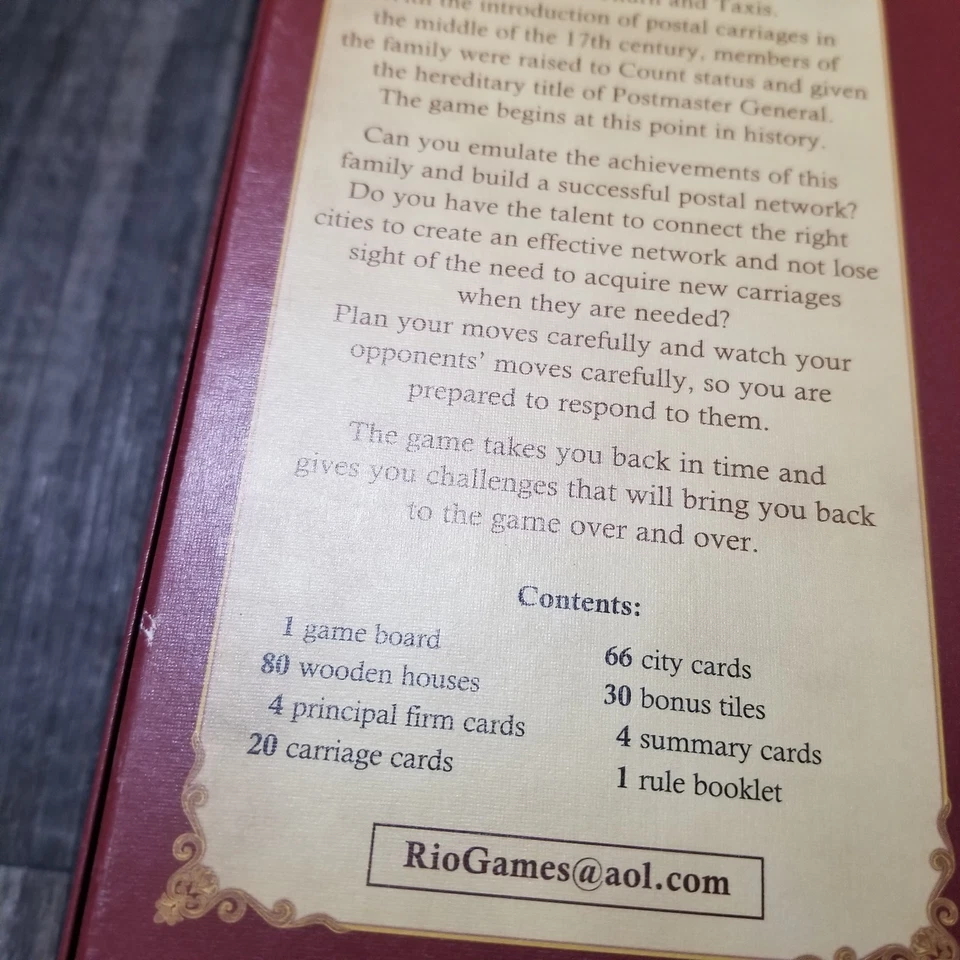 and Taxis.
the introduction of postal carriages in
the middle of the 17th century, members of
the family were raised to Count status and given
the hereditary title of Postmaster General.
The game begins at this point in history.
Can you emulate the achievements of this
family and build a successful postal network?
Do you have the talent to connect the right
cities to create an effective network and not lose
sight of the need to acquire new carriages
when they are needed?
Plan your moves carefully and watch your
opponents' moves carefully, so you are
prepared to respond to them.
The game takes you back in time and
gives you challenges that will bring you back
to the game over and over.
Contents:
1 game board
80 wooden houses
4 principal firm cards
20 carriage cards
66 city cards
30 bonus tiles
4 summary cards
1 rule booklet
RioGames@aol.com